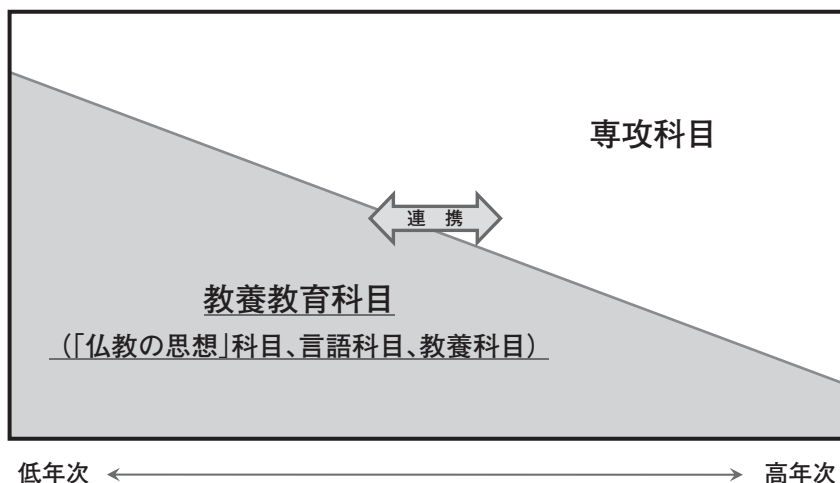 専攻科目
連 携
教養教育科目
（「仏教の思想」科目、言語科目、教養科目）
低年次
高年次